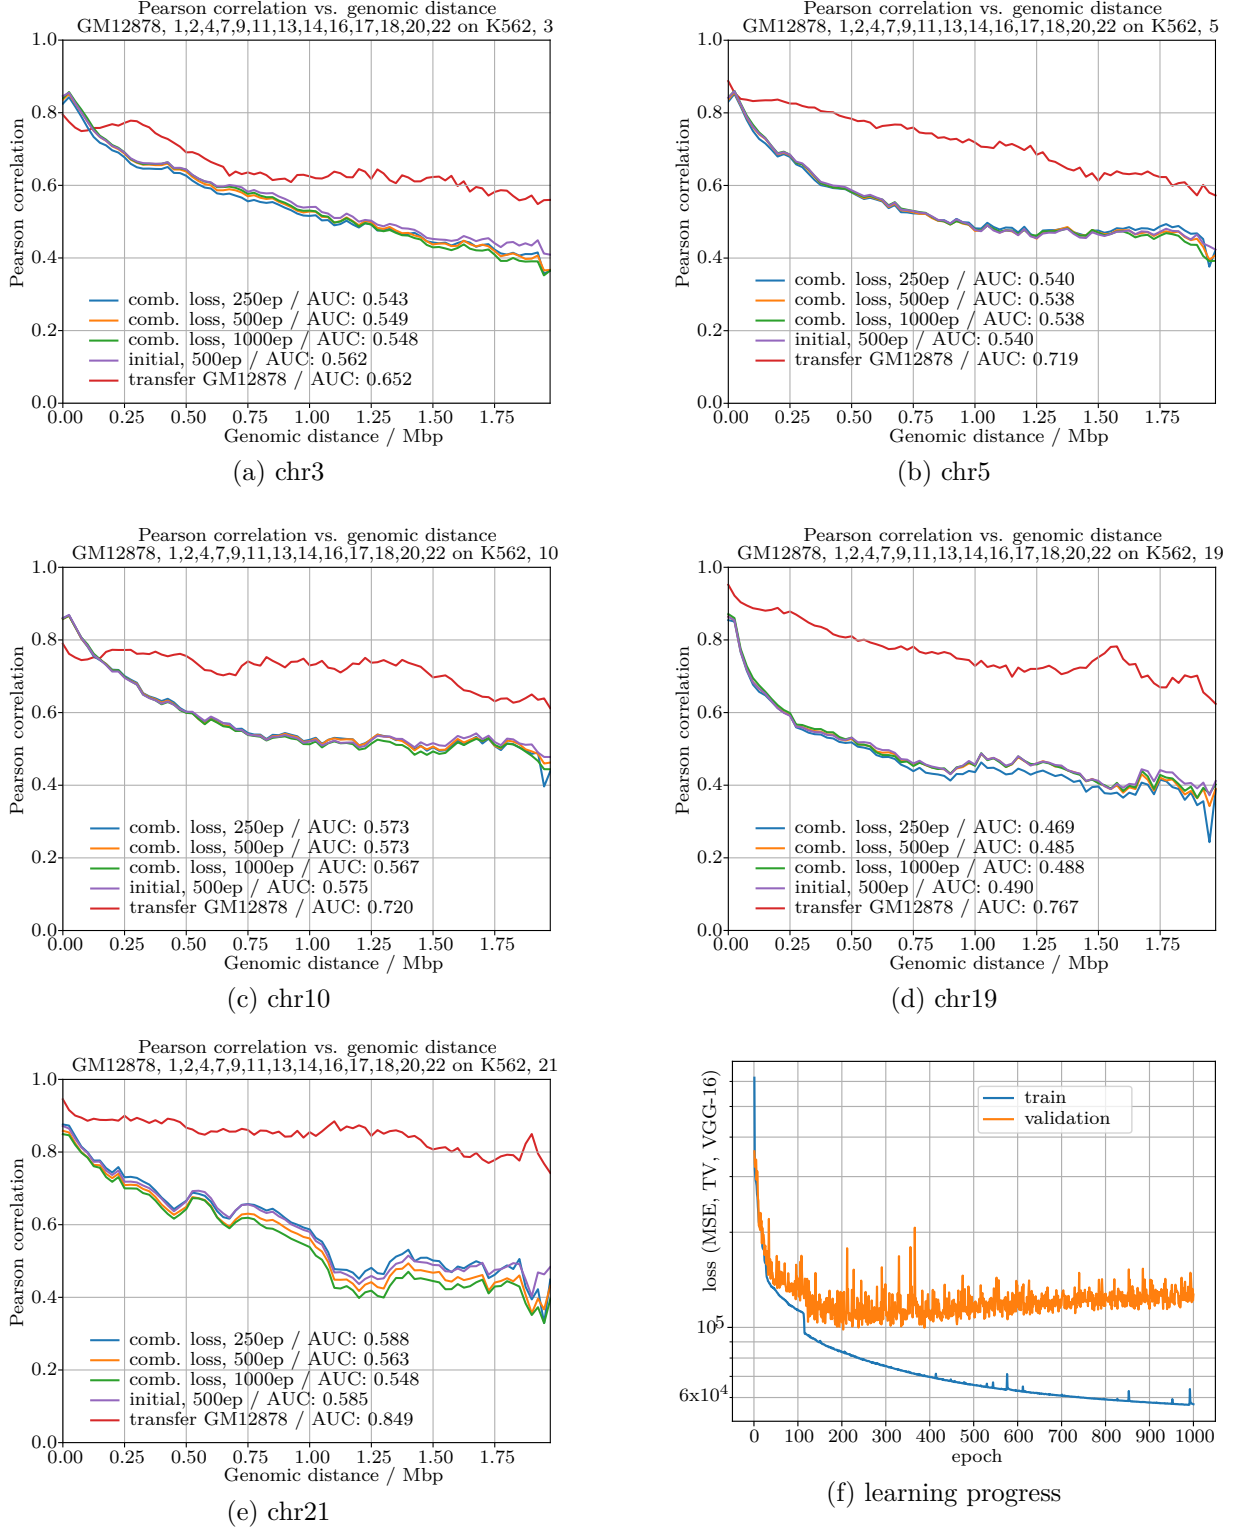 Pearson correlation vs. genomic distance
GM12878, 1,2,4,7,9,11,13,14,16,17,18,20,22 on K562, 3
1.0
0.8
0.6
0.4
0.2
0.0
Pearson correlation
comb. loss, 250ep / AUC: 0.543
comb. loss, 500ep / AUC: 0.549
comb. loss, 1000ep / AUC: 0.548
initial, 500ep / AUC: 0.562
transfer GM12878 / AUC: 0.652
0.00 0.25 0.50 0.75 1.00 1.25 1.50 1.75
Genomic distance / Mbp
(a) chr3
Pearson correlation vs. genomic distance
GM12878, 1,2,4,7,9,11,13,14,16,17,18,20,22 on K562, 5
1.0
0.8
0.6
0.4
0.2
0.0
Pearson correlation
comb. loss, 250ep / AUC: 0.540
comb. loss, 500ep / AUC: 0.538
comb. loss, 1000ep / AUC: 0.538
initial, 500ep / AUC: 0.540
transfer GM12878 / AUC: 0.719
0.00 0.25 0.50 0.75 1.00 1.25 1.50 1.75
Genomic distance / Mbp
(b) chr5
Pearson correlation vs. genomic distance
GM12878, 1,2,4,7,9,11,13,14,16,17,18,20,22 on K562, 10
1.0
0.8
0.6
0.4
0.2
0.0
Pearson correlation
comb. loss, 250ep / AUC: 0.573
comb. loss, 500ep / AUC: 0.573
comb. loss, 1000ep / AUC: 0.567
initial, 500ep / AUC: 0.575
transfer GM12878 / AUC: 0.720
0.00 0.25 0.50 0.75 1.00 1.25 1.50 1.75
Genomic distance / Mbp
(c) chr10
Pearson correlation vs. genomic distance
GM12878, 1,2,4,7,9,11,13,14,16,17,18,20,22 on K562, 19
1.0
0.8
0.6
0.4
0.2
0.0
Pearson correlation
comb. loss, 250ep / AUC: 0.469
comb. loss, 500ep / AUC: 0.485
comb. loss, 1000ep / AUC: 0.488
initial, 500ep / AUC: 0.490
transfer GM12878 / AUC: 0.767
0.00 0.25 0.50 0.75 1.00 1.25 1.50 1.75
Genomic distance / Mbp
(d) chr19
Pearson correlation vs. genomic distance
GM12878, 1,2,4,7,9,11,13,14,16,17,18,20,22 on K562, 21
1.0
0.8
0.6
0.4
0.2
0.0
Pearson correlation
comb. loss, 250ep / AUC: 0.588
comb. loss, 500ep / AUC: 0.563
comb. loss, 1000ep / AUC: 0.548
initial, 500ep / AUC: 0.585
transfer GM12878 / AUC: 0.849
0.00 0.25 0.50 0.75 1.00 1.25 1.50 1.75
Genomic distance / Mbp
(e) chr21
loss (MSE, TV, VGG-16)
train
validation
10⁵
6x10⁴
0 100 200 300 400 500 600 700 800 900 1000
epoch
(f) learning progress